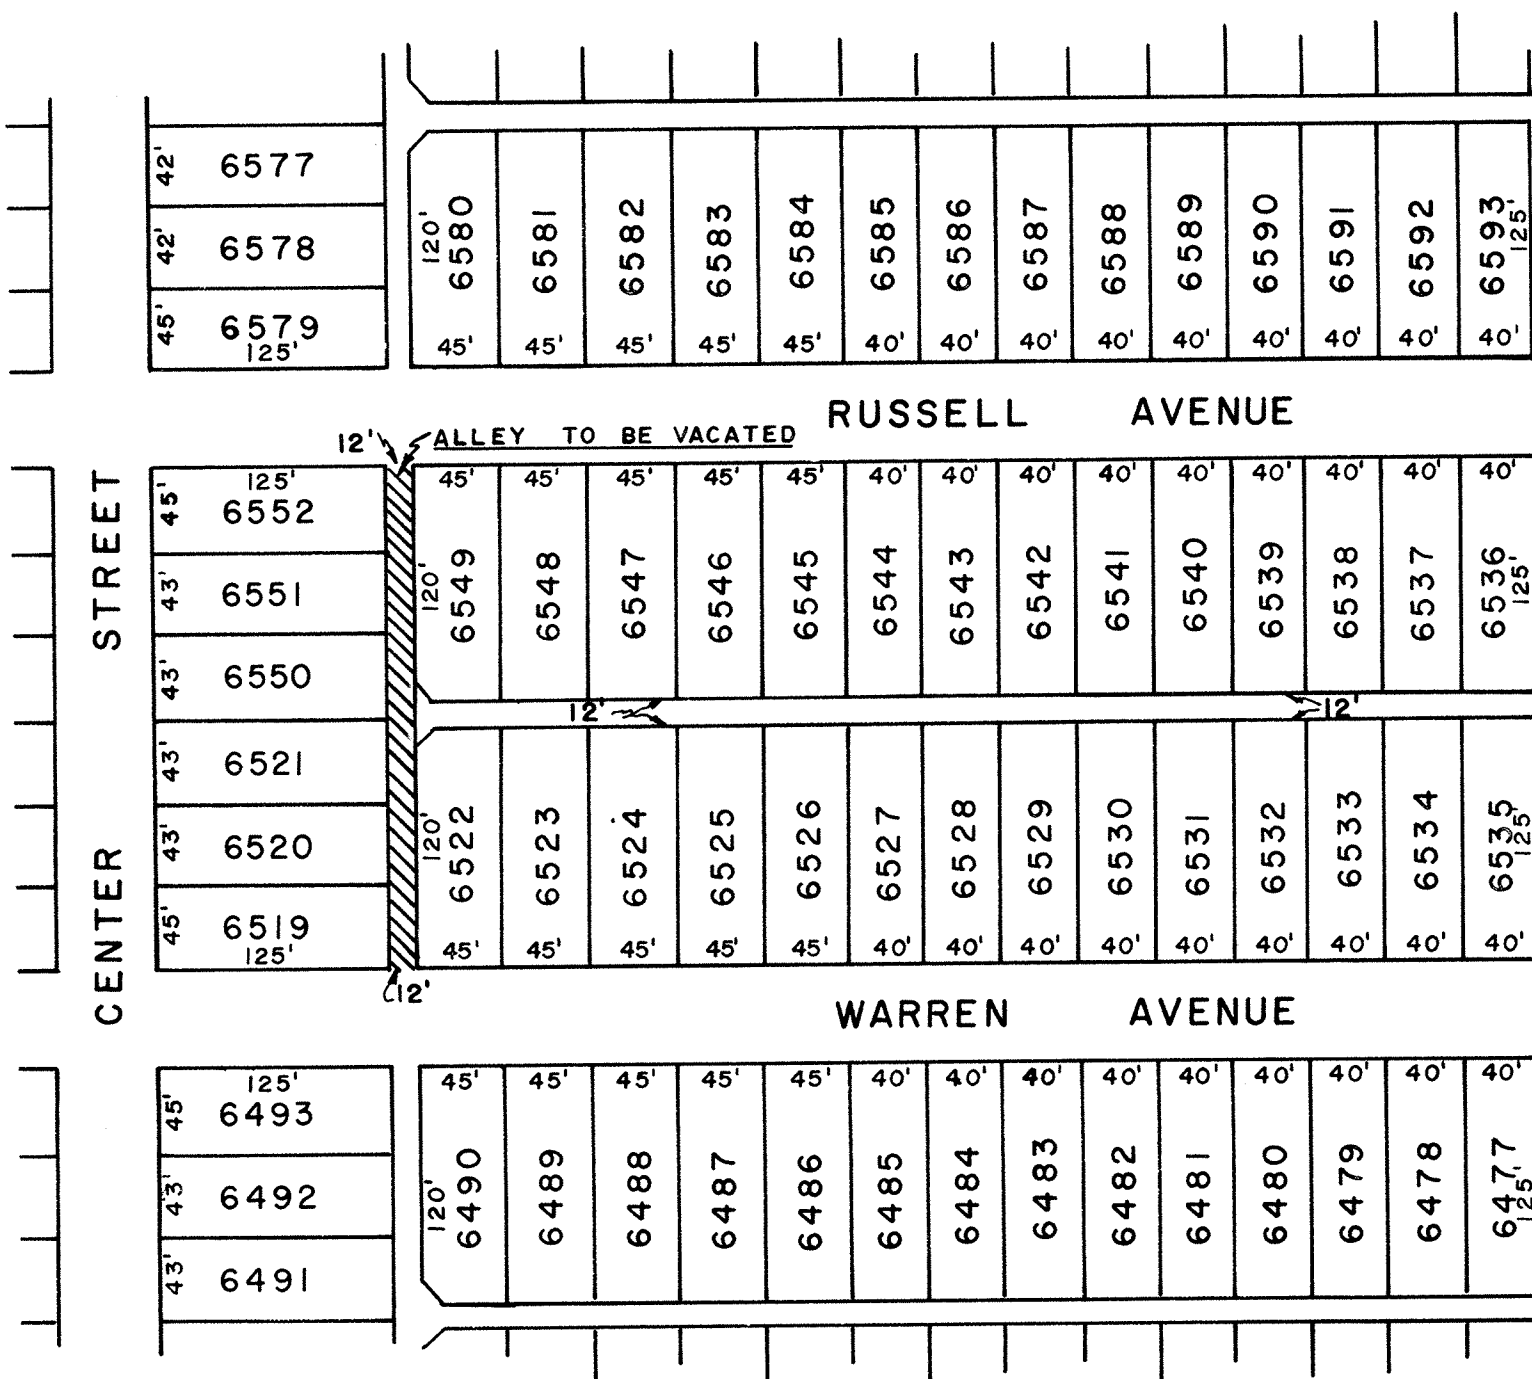 42' 6577
42' 6578
45' 6579
125'
120' 6580 6581 6582 6583 6584 6585 6586 6587 6588 6589 6590 6591 6592 6593 125'
45' 45' 45' 45' 45' 40' 40' 40' 40' 40' 40' 40' 40' 40'
RUSSELL AVENUE
12' ALLEY TO BE VACATED
CENTER STREET
125'
45' 6552
43' 6551
43' 6550
43' 6521
43' 6520
45' 6519
125'
12'
45' 45' 45' 45' 45' 40' 40' 40' 40' 40' 40' 40' 40' 40'
120' 6549 6548 6547 6546 6545 6544 6543 6542 6541 6540 6539 6538 6537 6536 125'
12' 12'
120' 6522 6523 6524 6525 6526 6527 6528 6529 6530 6531 6532 6533 6534 6535 125'
45' 45' 45' 45' 45' 40' 40' 40' 40' 40' 40' 40' 40' 40'
WARREN AVENUE
125'
45' 6493
43' 6492
43' 6491
45' 45' 45' 45' 45' 40' 40' 40' 40' 40' 40' 40' 40' 40'
120' 6490 6489 6488 6487 6486 6485 6484 6483 6482 6481 6480 6479 6478 6477 125'